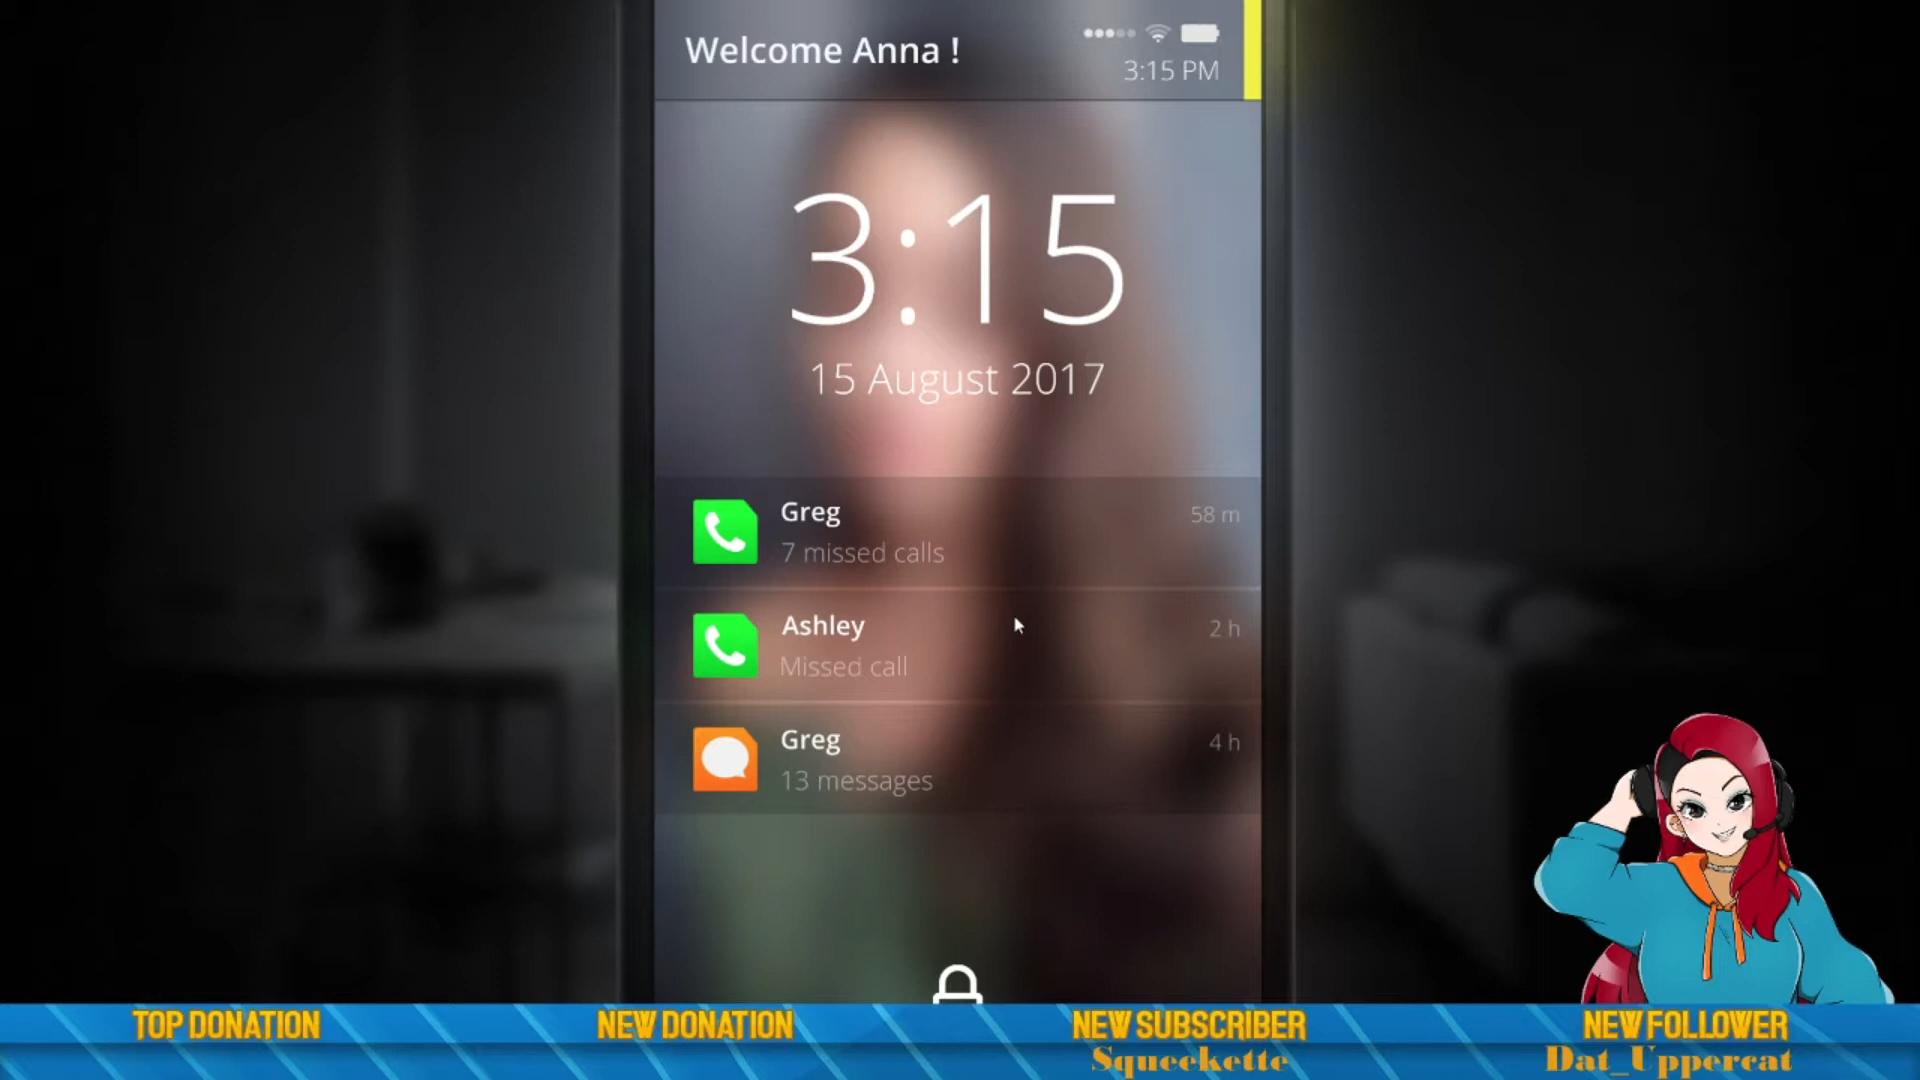 Welcome Anna !
3:15 PM
3:15
15 August 2017
Greg
58 m
7 missed calls
Ashley
2 h
Missed call
Greg
4 h
13 messages
TOP DONATION
NEW DONATION
NEW SUBSCRIBER
NEW FOLLOWER
Squeekette
Dat_Uppercat